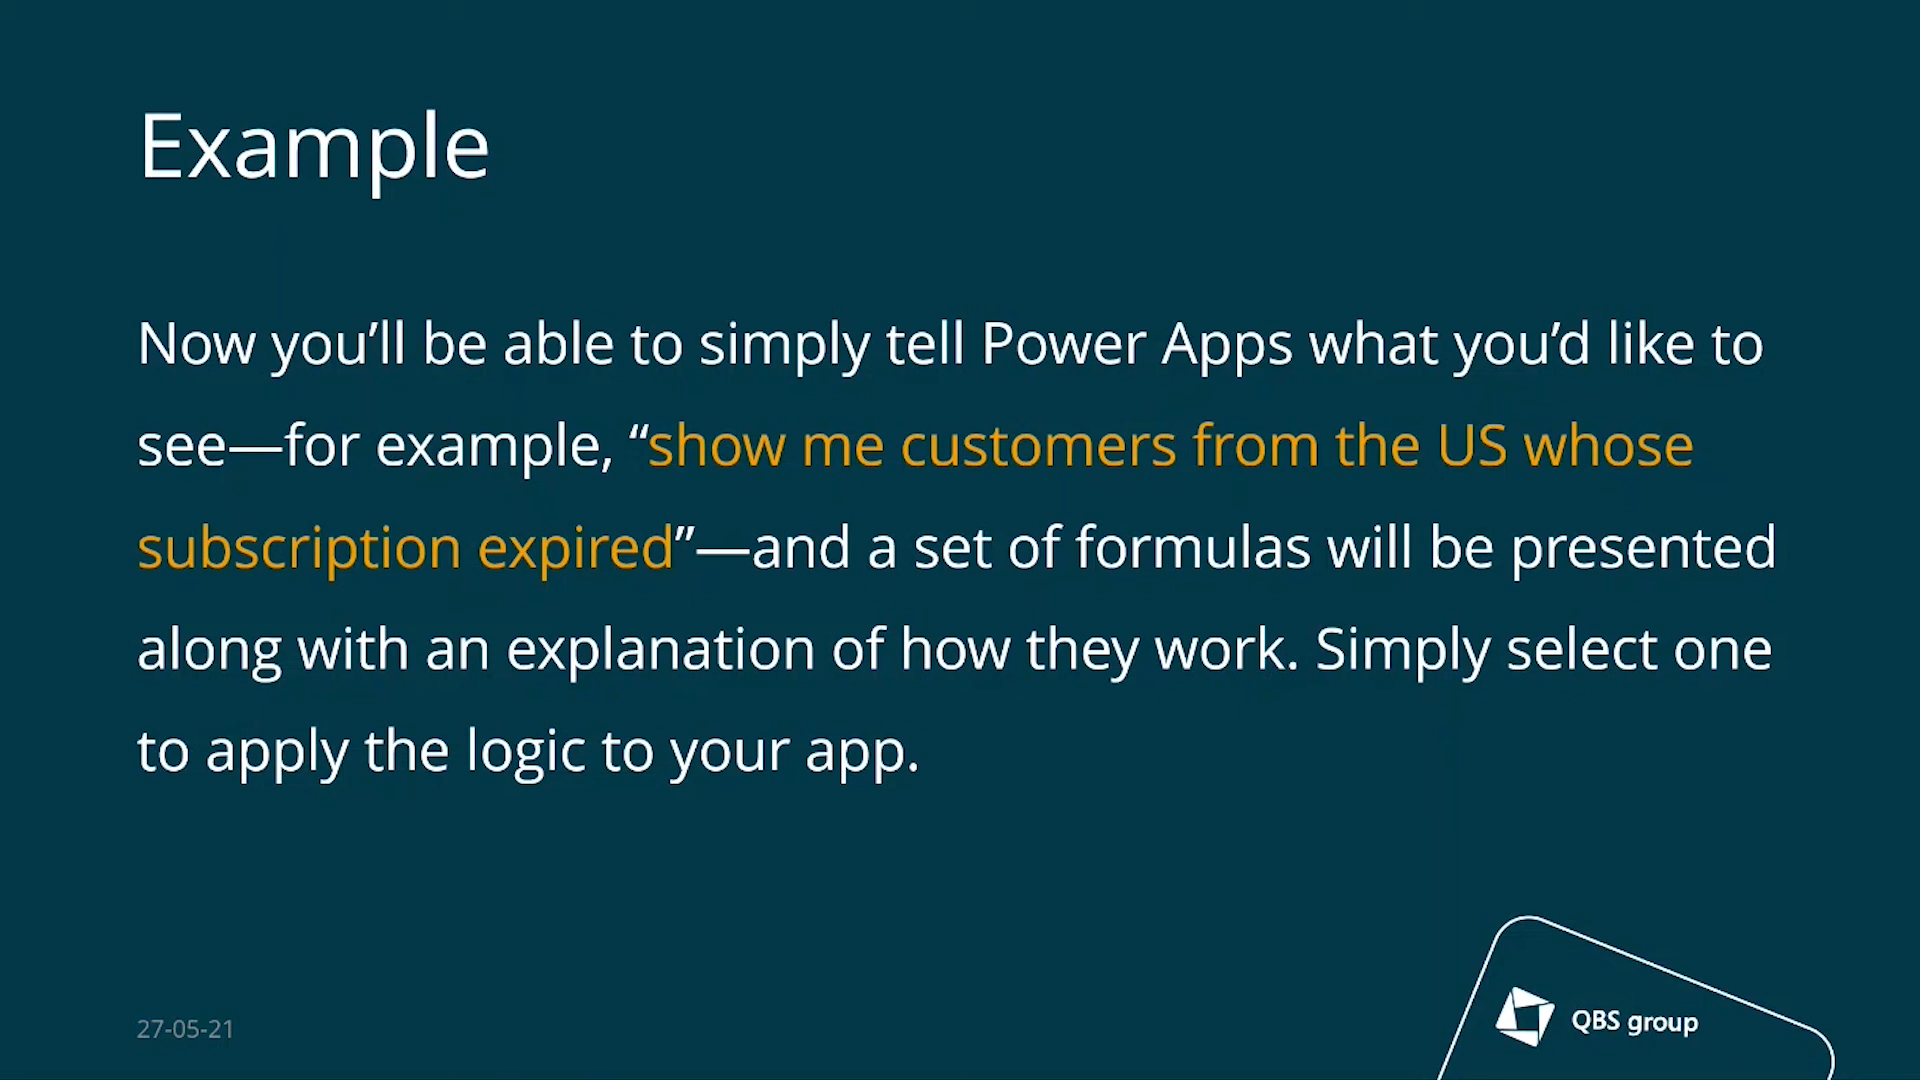 Example
Now you’ll be able to simply tell Power Apps what you’d like to
see—for example, “show me customers from the US whose
subscription expired”—and a set of formulas will be presented
along with an explanation of how they work. Simply select one
to apply the logic to your app.
27-05-21
QBS group